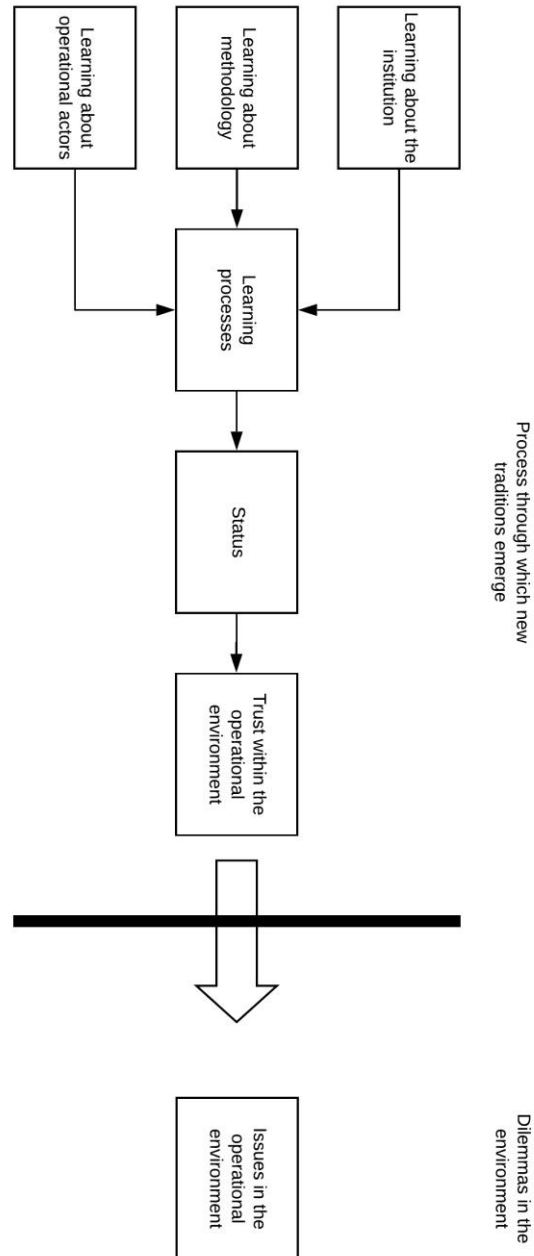 Process through which new
traditions emerge
Dilemmas in the
environment
Learning about the
institution
Learning about
methodology
Learning
processes
Status
Trust within the
operational
environment
Issues in the
operational
environment
Learning about
operational actors